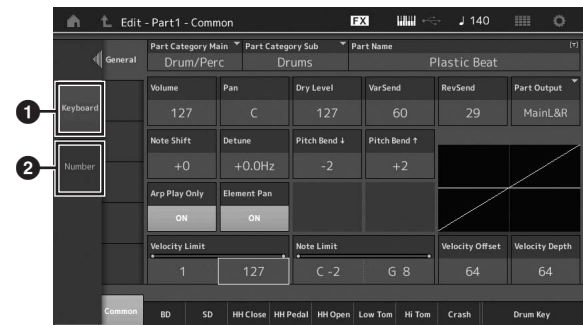 Edit - Part1 - Common FX 140
General
Part Category Main Part Category Sub Part Name [T]
Drum/Perc Drums Plastic Beat
Volume Pan Dry Level VarSend RevSend Part Output
127 C 127 60 29 MainL&R
1 Keyboard
Note Shift Detune Pitch Bend ↓ Pitch Bend ↑
+0 +0.0Hz -2 +2
2 Number
Arp Play Only Element Pan
ON ON
Velocity Limit Note Limit Velocity Offset Velocity Depth
1 127 C -2 G 8 64 64
Common BD SD HH Close HH Pedal HH Open Low Tom Hi Tom Crash Drum Key